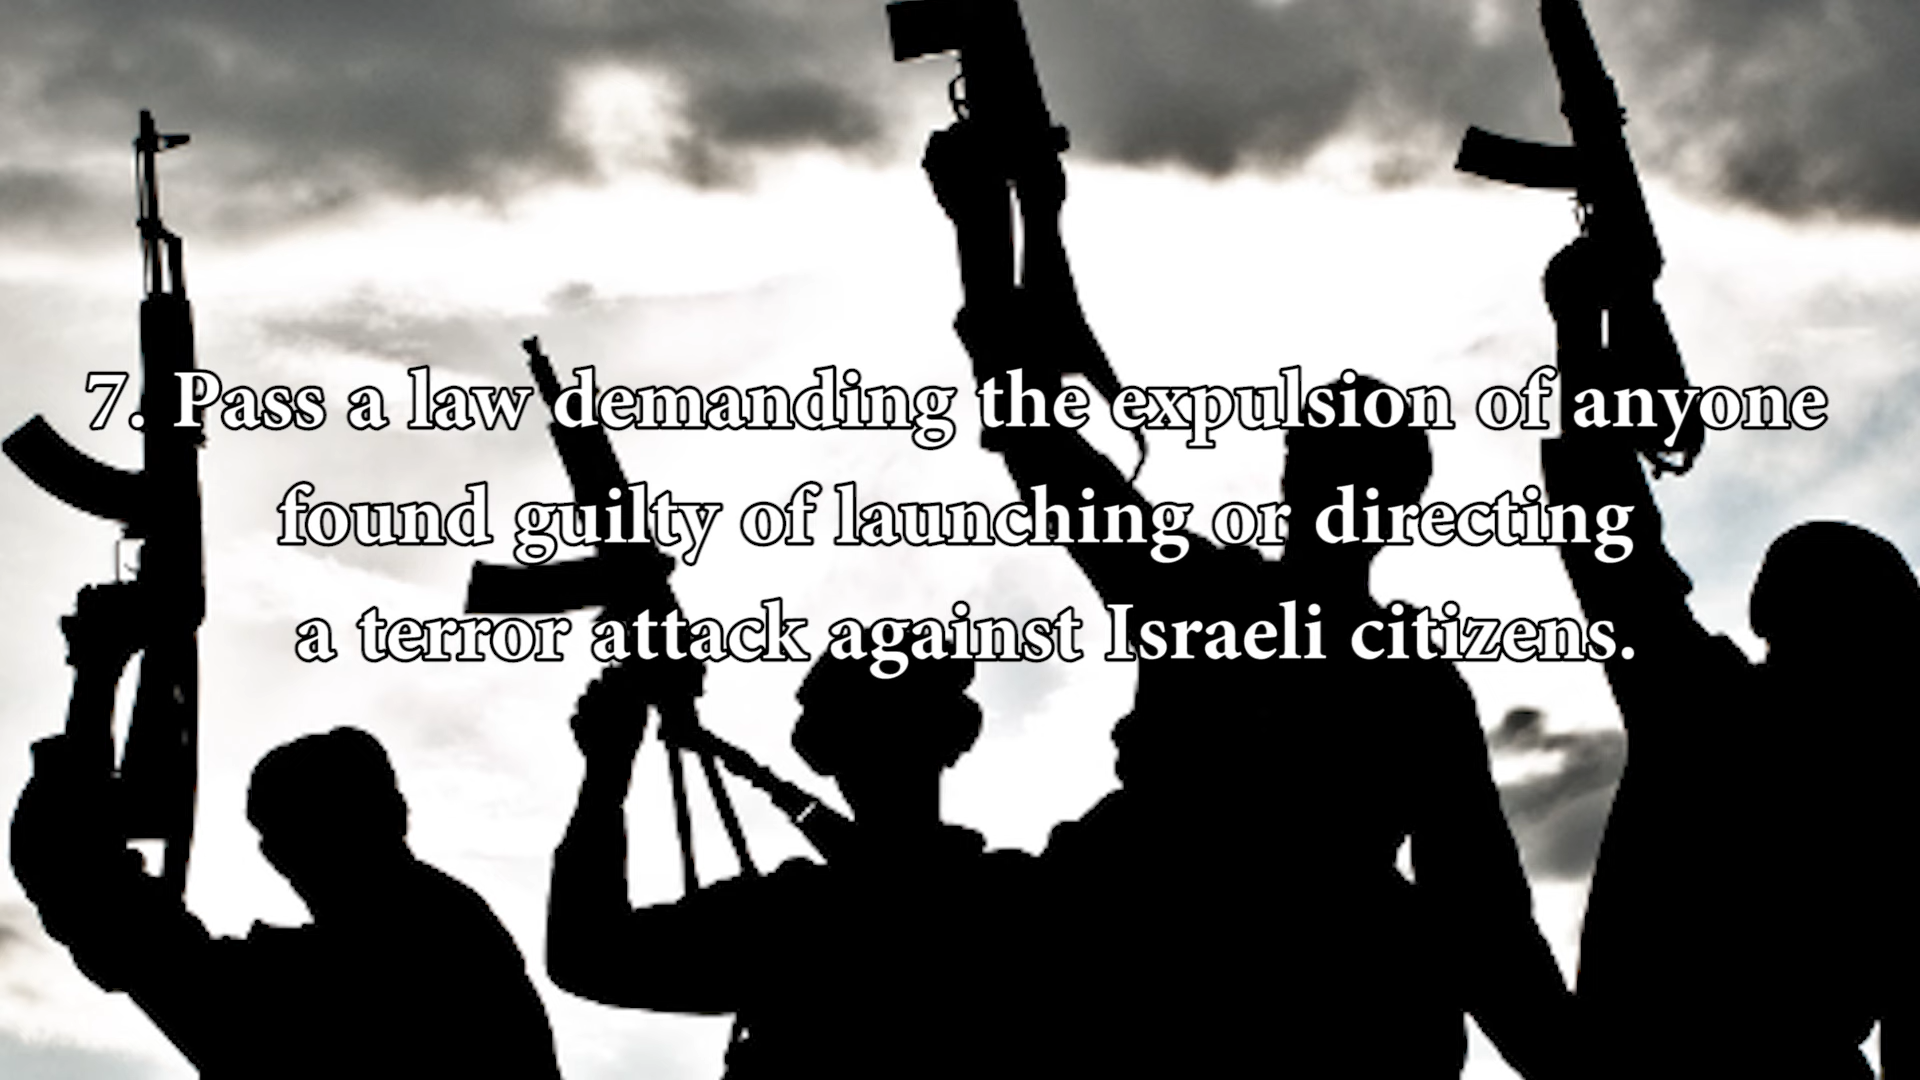 7. Pass a law demanding the expulsion of anyone
found guilty of launching or directing
a terror attack against Israeli citizens.